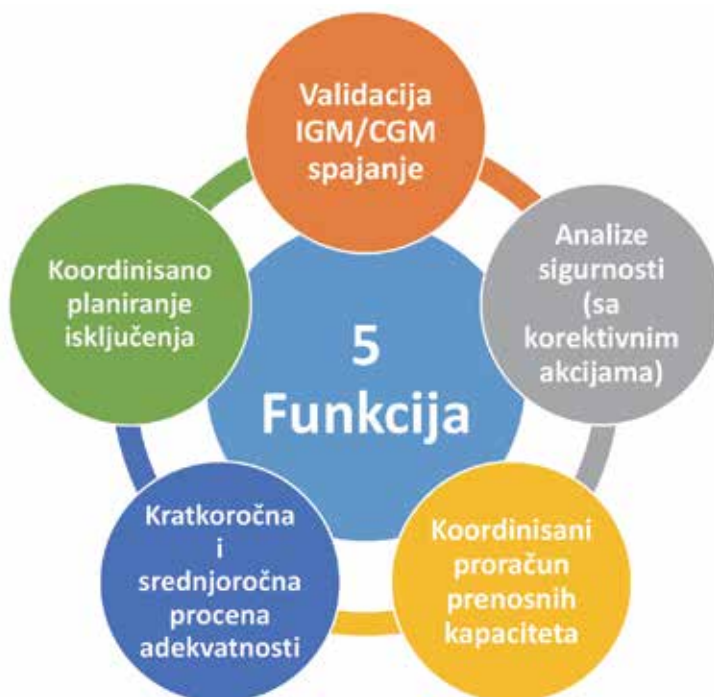 Validacija
IGM/CGM
spajanje
Analize
sigurnosti
(sa
korektivnim
akcijama)
Koordinisani
proračun
prenosnih
kapaciteta
Kratkoročna
i
srednjoročna
procena
adekvatnosti
Koordinisano
planiranje
isključenja
5
Funkcija